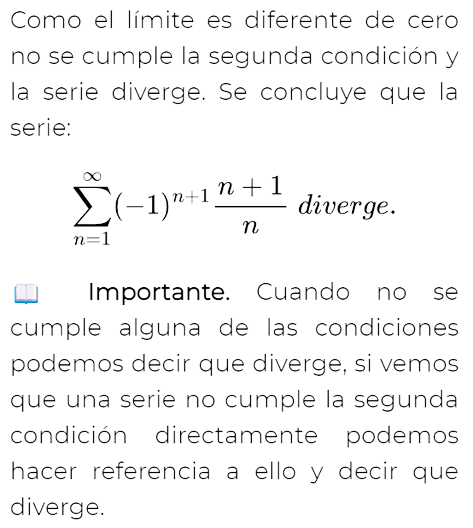 Como el límite es diferente de cero
no se cumple la segunda condición y
la serie diverge. Se concluye que la
serie:
∞
∑(−1)ⁿ⁺¹ (n + 1)/n diverge.
n=1
Importante. Cuando no se
cumple alguna de las condiciones
podemos decir que diverge, si vemos
que una serie no cumple la segunda
condición directamente podemos
hacer referencia a ello y decir que
diverge.